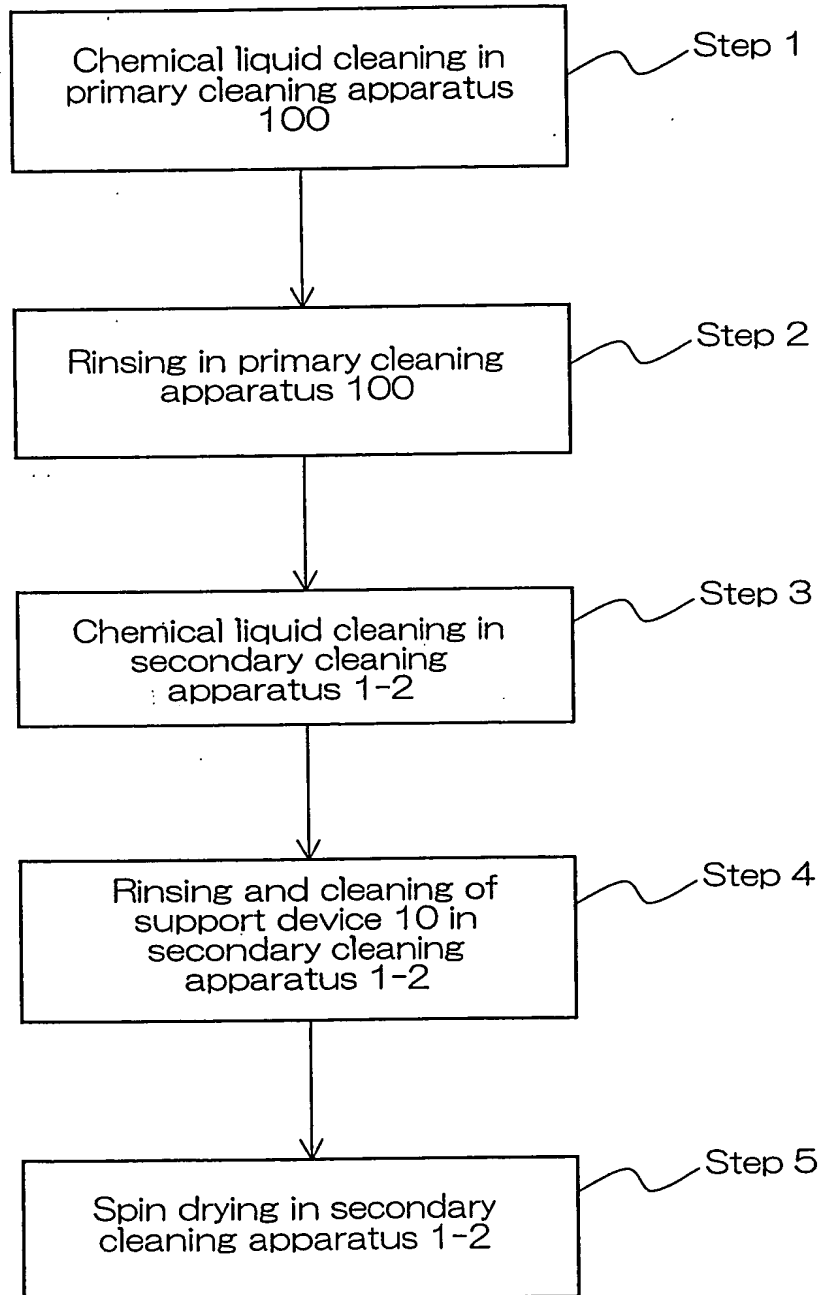 Chemical liquid cleaning in
primary cleaning apparatus
100
Step 1
Rinsing in primary cleaning
apparatus 100
Step 2
Chemical liquid cleaning in
secondary cleaning
apparatus 1-2
Step 3
Rinsing and cleaning of
support device 10 in
secondary cleaning
apparatus 1-2
Step 4
Spin drying in secondary
cleaning apparatus 1-2
Step 5